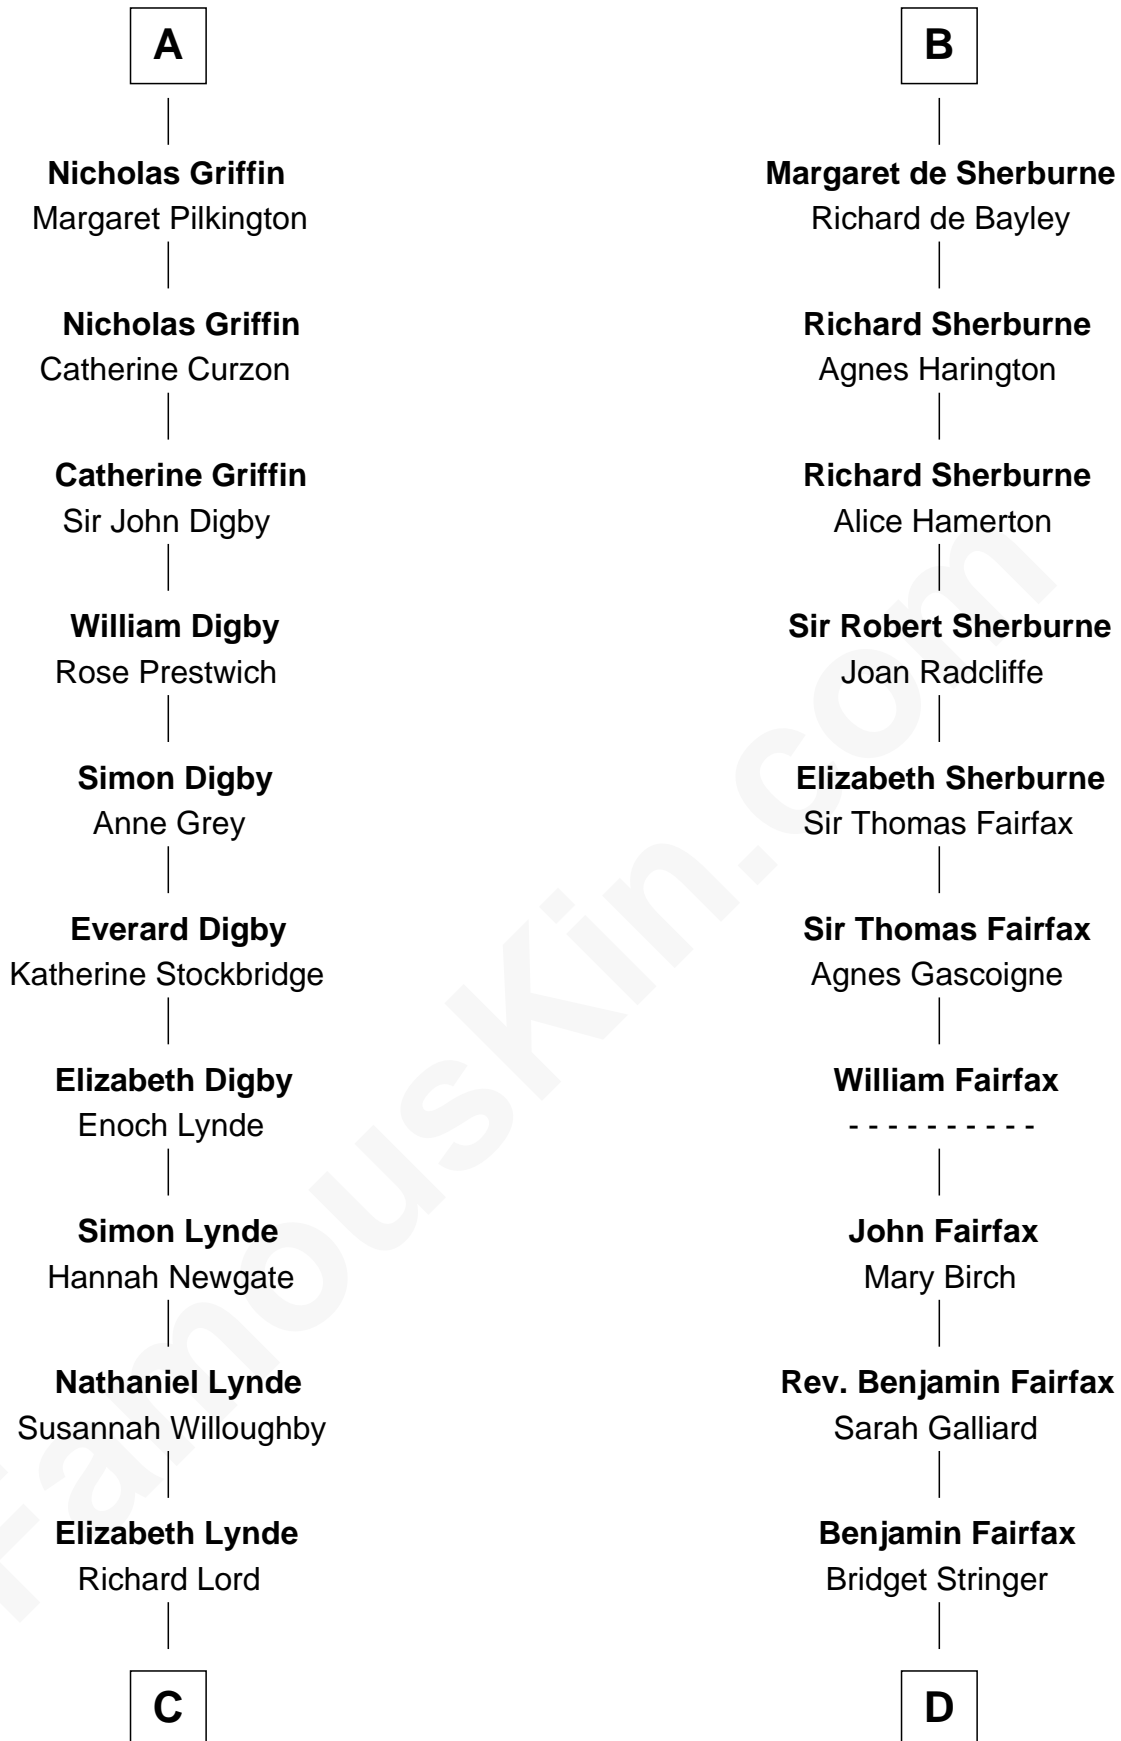 A
Nicholas Griffin
Margaret Pilkington
Nicholas Griffin
Catherine Curzon
Catherine Griffin
Sir John Digby
William Digby
Rose Prestwich
Simon Digby
Anne Grey
Everard Digby
Katherine Stockbridge
Elizabeth Digby
Enoch Lynde
Simon Lynde
Hannah Newgate
Nathaniel Lynde
Susannah Willoughby
Elizabeth Lynde
Richard Lord
C
B
Margaret de Sherburne
Richard de Bayley
Richard Sherburne
Agnes Harington
Richard Sherburne
Alice Hamerton
Sir Robert Sherburne
Joan Radcliffe
Elizabeth Sherburne
Sir Thomas Fairfax
Sir Thomas Fairfax
Agnes Gascoigne
William Fairfax
- - - - - - - - - -
John Fairfax
Mary Birch
Rev. Benjamin Fairfax
Sarah Galliard
Benjamin Fairfax
Bridget Stringer
D
FamousKin.com